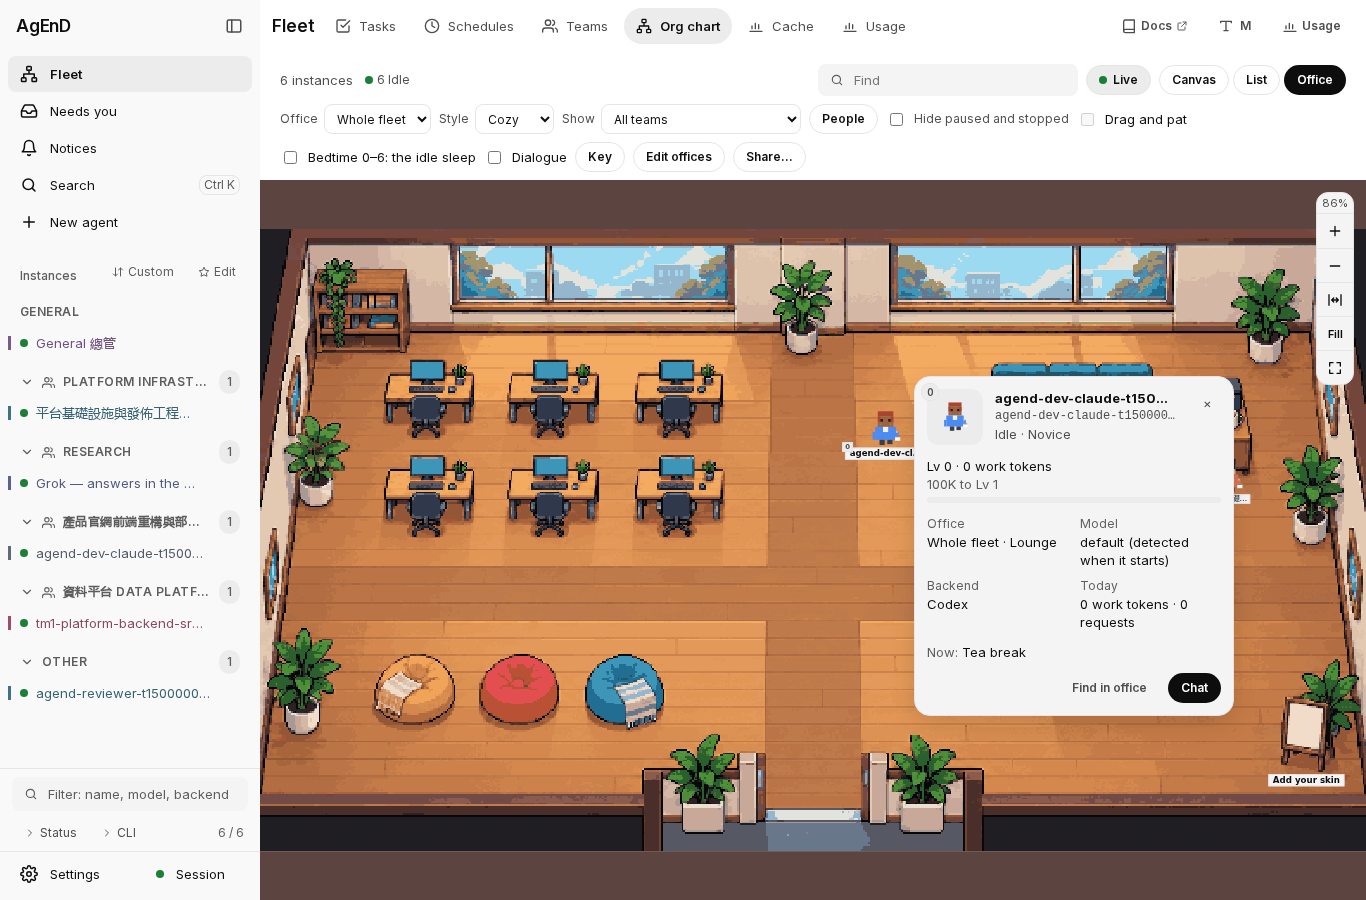 AgEnD
Fleet
Needs you
Notices
Search
Ctrl K
New agent
Instances
Custom
Edit
GENERAL
General 總管
PLATFORM INFRAST...
1
平台基礎設施與發佈工程...
RESEARCH
1
Grok — answers in the ...
產品官網前端重構與部...
1
agend-dev-claude-t1500...
資料平台 DATA PLATF...
1
tm1-platform-backend-sr...
OTHER
1
agend-reviewer-t1500000...
Filter: name, model, backend
Status
CLI
6 / 6
Settings
Session
Fleet
Tasks
Schedules
Teams
Org chart
Cache
Usage
Docs
M
Usage
6 instances
6 Idle
Find
Live
Canvas
List
Office
Office
Whole fleet
Style
Cozy
Show
All teams
People
Hide paused and stopped
Drag and pat
Bedtime 0–6: the idle sleep
Dialogue
Key
Edit offices
Share...
86%
Fill
0
agend-dev-cl
0
agend-dev-claude-t150...
agend-dev-claude-t150000...
Idle · Novice
Lv 0 · 0 work tokens
100K to Lv 1
Office
Whole fleet · Lounge
Model
default (detected
when it starts)
Backend
Codex
Today
0 work tokens · 0
requests
Now: Tea break
Find in office
Chat
Add your skin